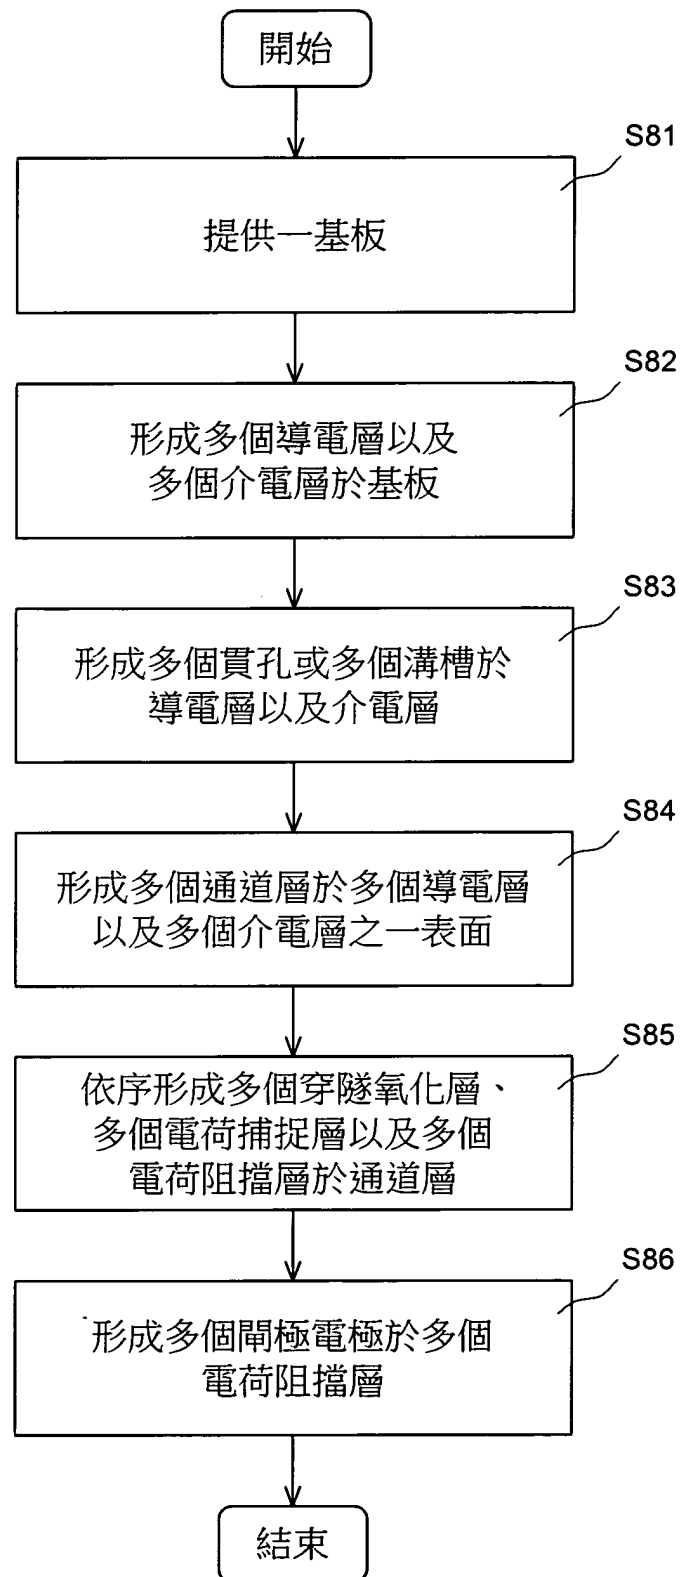 開始
S81
提供一基板
S82
形成多個導電層以及
多個介電層於基板
S83
形成多個貫孔或多個溝槽於
導電層以及介電層
S84
形成多個通道層於多個導電層
以及多個介電層之一表面
S85
依序形成多個穿隧氧化層、
多個電荷捕捉層以及多個
電荷阻擋層於通道層
S86
形成多個閘極電極於多個
電荷阻擋層
結束